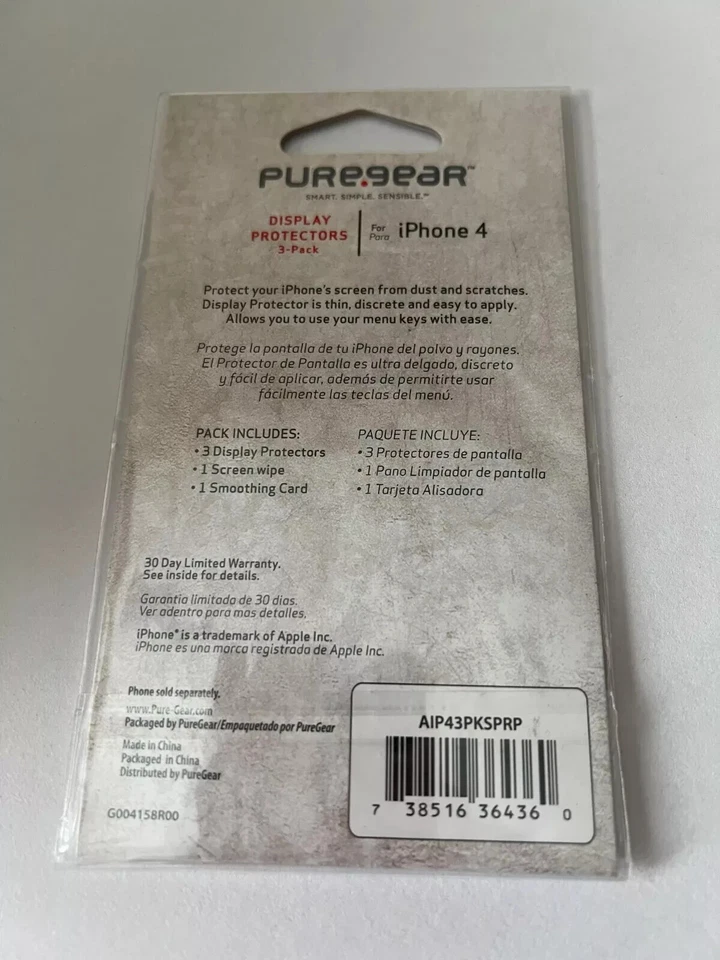 PUREGEAR™
SMART. SIMPLE. SENSIBLE.™
DISPLAY
PROTECTORS
3-Pack
For
Para
iPhone 4
Protect your iPhone's screen from dust and scratches.
Display Protector is thin, discrete and easy to apply.
Allows you to use your menu keys with ease.
Protege la pantalla de tu iPhone del polvo y rayones.
El Protector de Pantalla es ultra delgado, discreto
y fácil de aplicar, además de permitirte usar
fácilmente las teclas del menú.
PACK INCLUDES:
• 3 Display Protectors
• 1 Screen wipe
• 1 Smoothing Card
PAQUETE INCLUYE:
• 3 Protectores de pantalla
• 1 Pano Limpiador de pantalla
• 1 Tarjeta Alisadora
30 Day Limited Warranty.
See inside for details.
Garantia limitada de 30 dias.
Ver adentro para mas detalles.
iPhone® is a trademark of Apple Inc.
iPhone es una marca registrada de Apple Inc.
Phone sold separately.
www.Pure-Gear.com
Packaged by PureGear/Empaquetado por PureGear
Made in China
Packaged in China
Distributed by PureGear
G004158R00
AIP43PKSPRP
7 38516 36436 0